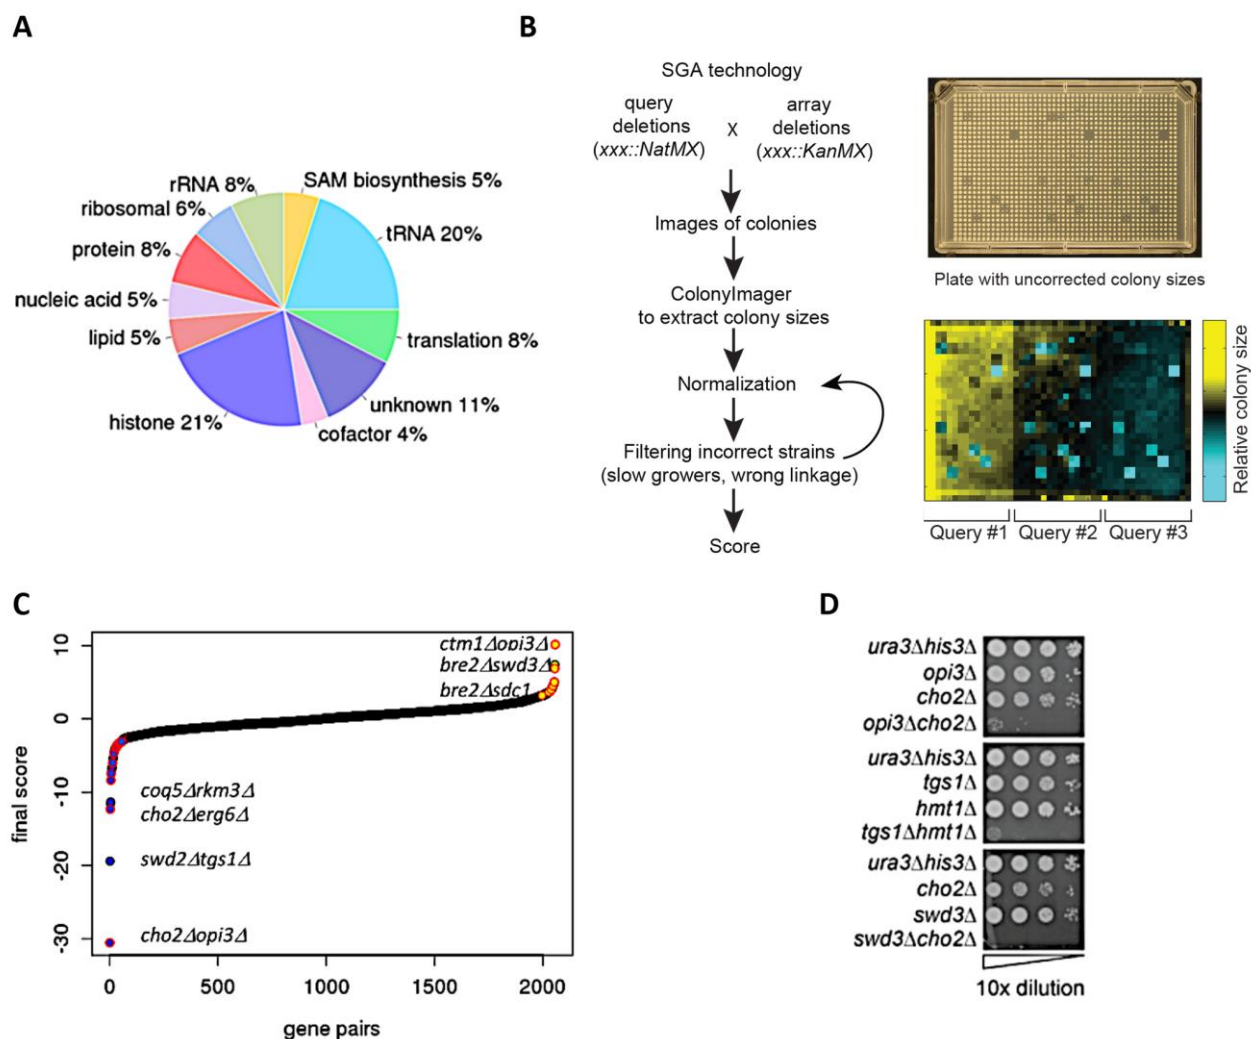 A
rRNA 8%
SAM biosynthesis 5%
ribosomal 6%
tRNA 20%
protein 8%
nucleic acid 5%
lipid 5%
translation 8%
unknown 11%
histone 21%
cofactor 4%
B
SGA technology
query
deletions
(xxx::NatMX)
X
array
deletions
(xxx::KanMX)
Images of colonies
ColonyImager
to extract colony sizes
Normalization
Filtering incorrect strains
(slow growers, wrong linkage)
Score
Plate with uncorrected colony sizes
Relative colony size
Query #1 Query #2 Query #3
C
final score
10
0
-10
-20
-30
ctm1Δopi3Δ
bre2Δswd3Δ
bre2Δsdc1
coq5Δrkm3Δ
cho2Δerg6Δ
swd2Δtgs1Δ
cho2Δopi3Δ
0 500 1000 1500 2000
gene pairs
D
ura3Δhis3Δ
opi3Δ
cho2Δ
opi3Δcho2Δ
ura3Δhis3Δ
tgs1Δ
hmt1Δ
tgs1Δhmt1Δ
ura3Δhis3Δ
cho2Δ
swd3Δ
swd3Δcho2Δ
10x dilution